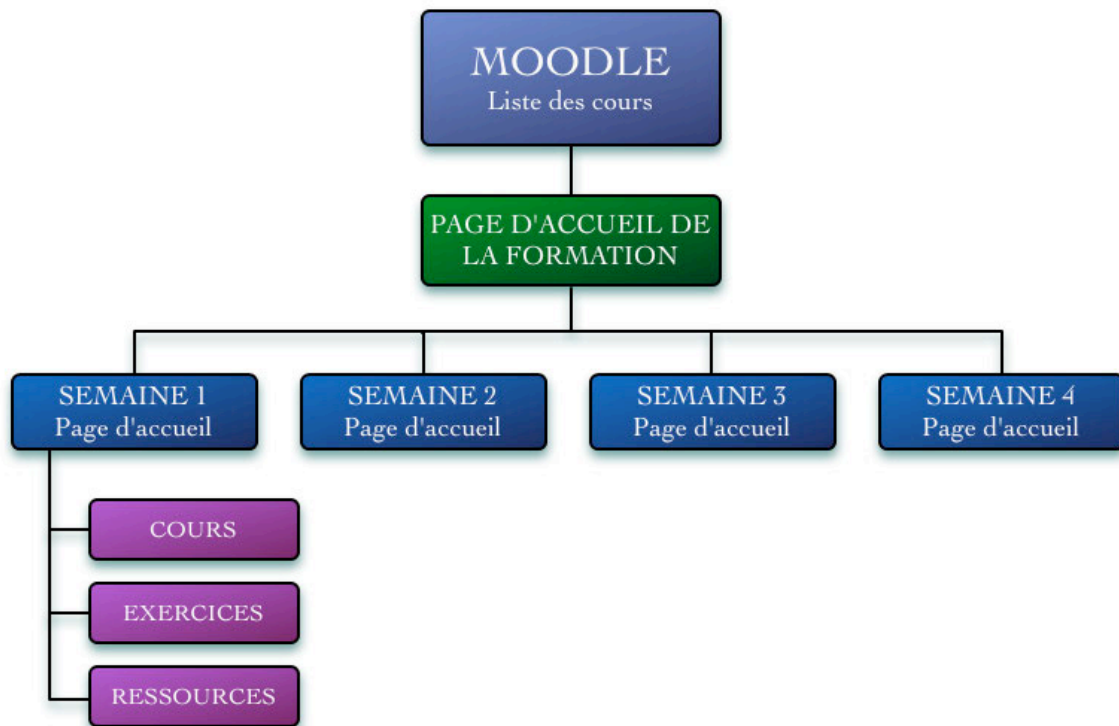 MOODLE
Liste des cours
PAGE D'ACCUEIL DE
LA FORMATION
SEMAINE 1
Page d'accueil
SEMAINE 2
Page d'accueil
SEMAINE 3
Page d'accueil
SEMAINE 4
Page d'accueil
COURS
EXERCICES
RESSOURCES